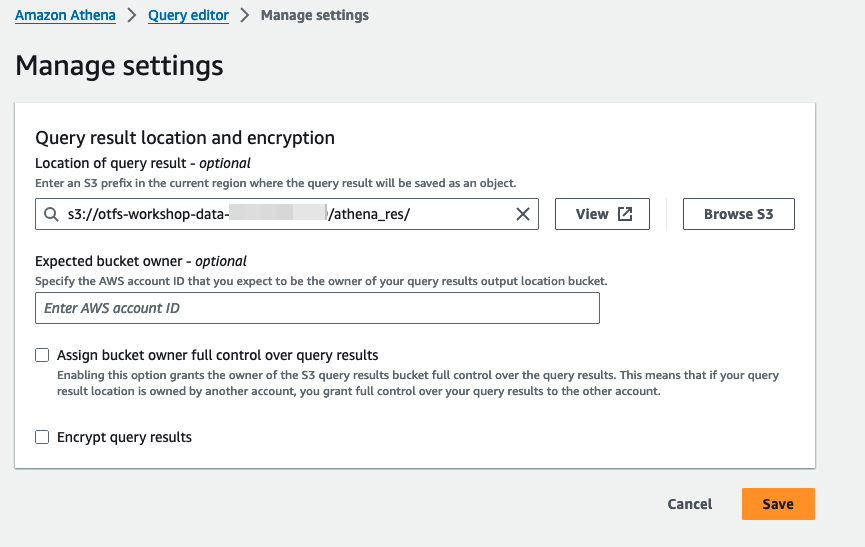 Amazon Athena > Query editor > Manage settings
Manage settings
Query result location and encryption
Location of query result - optional
Enter an S3 prefix in the current region where the query result will be saved as an object.
s3://otfs-workshop-data- /athena_res/
View
Browse S3
Expected bucket owner - optional
Specify the AWS account ID that you expect to be the owner of your query results output location bucket.
Enter AWS account ID
Assign bucket owner full control over query results
Enabling this option grants the owner of the S3 query results bucket full control over the query results. This means that if your query
result location is owned by another account, you grant full control over your query results to the other account.
Encrypt query results
Cancel
Save